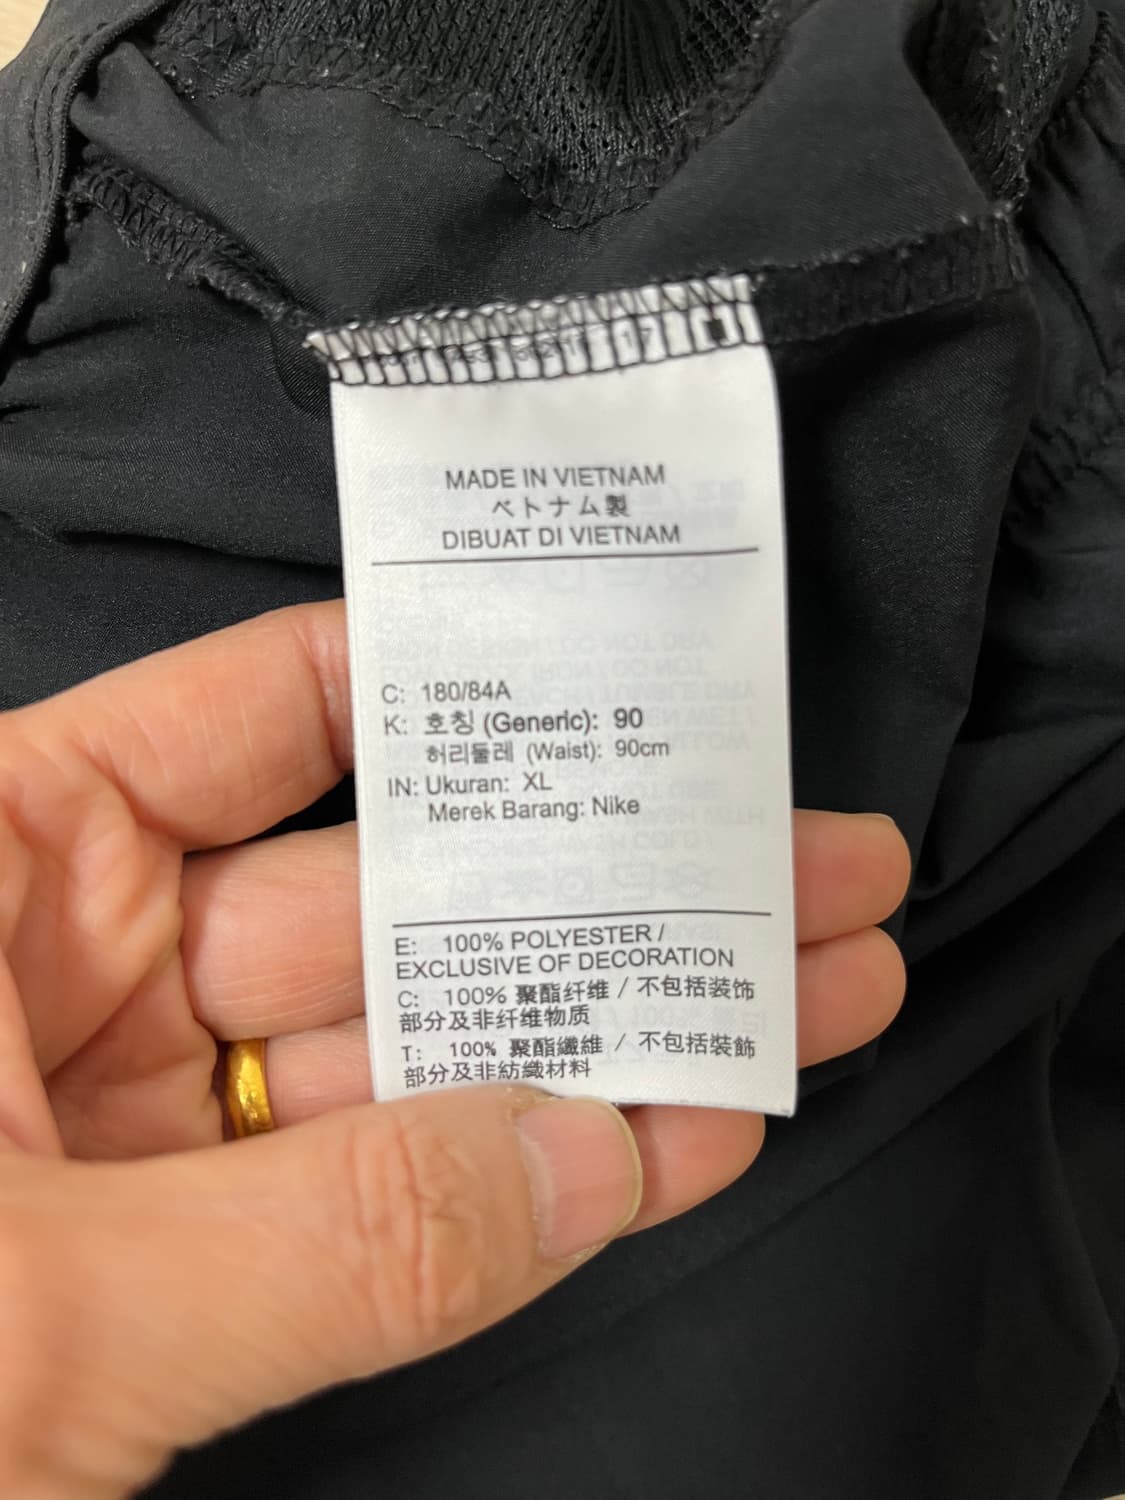 MADE IN VIETNAM
ベトナム製
DIBUAT DI VIETNAM
C: 180/84A
K: 호칭 (Generic): 90
허리둘레 (Waist): 90cm
IN: Ukuran: XL
Merek Barang: Nike
E: 100% POLYESTER /
EXCLUSIVE OF DECORATION
C: 100% 聚酯纤维 / 不包括装饰
部分及非纤维物质
T: 100% 聚酯纖維 / 不包括裝飾
部分及非紡織材料